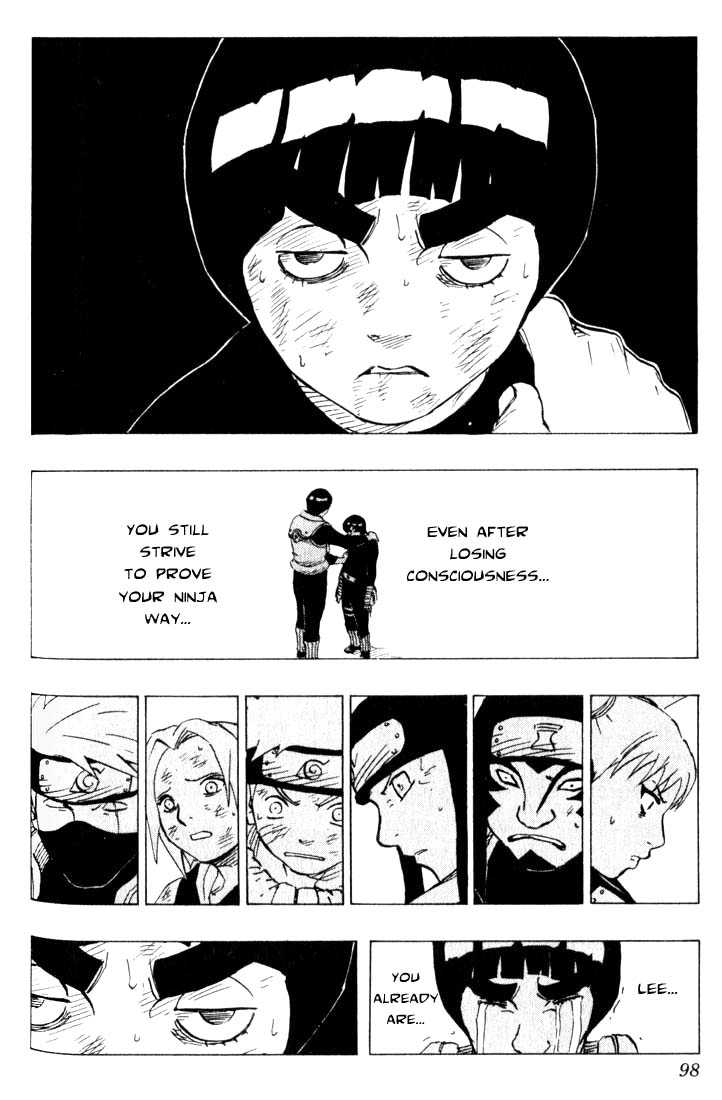 EVEN AFTER
LOSING
CONSCIOUSNESS...
YOU STILL
STRIVE
TO PROVE
YOUR NINJA
WAY...
LEE...
YOU
ALREADY
ARE...
98